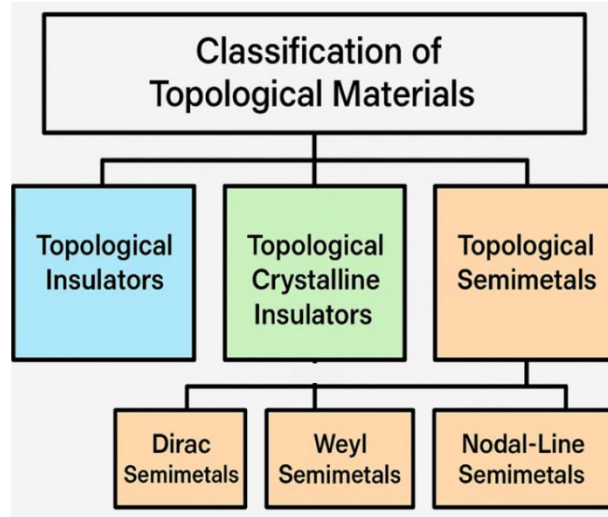 Classification of
Topological Materials
Topological
Insulators
Topological
Crystalline
Insulators
Topological
Semimetals
Dirac
Semimetals
Weyl
Semimetals
Nodal-Line
Semimetals